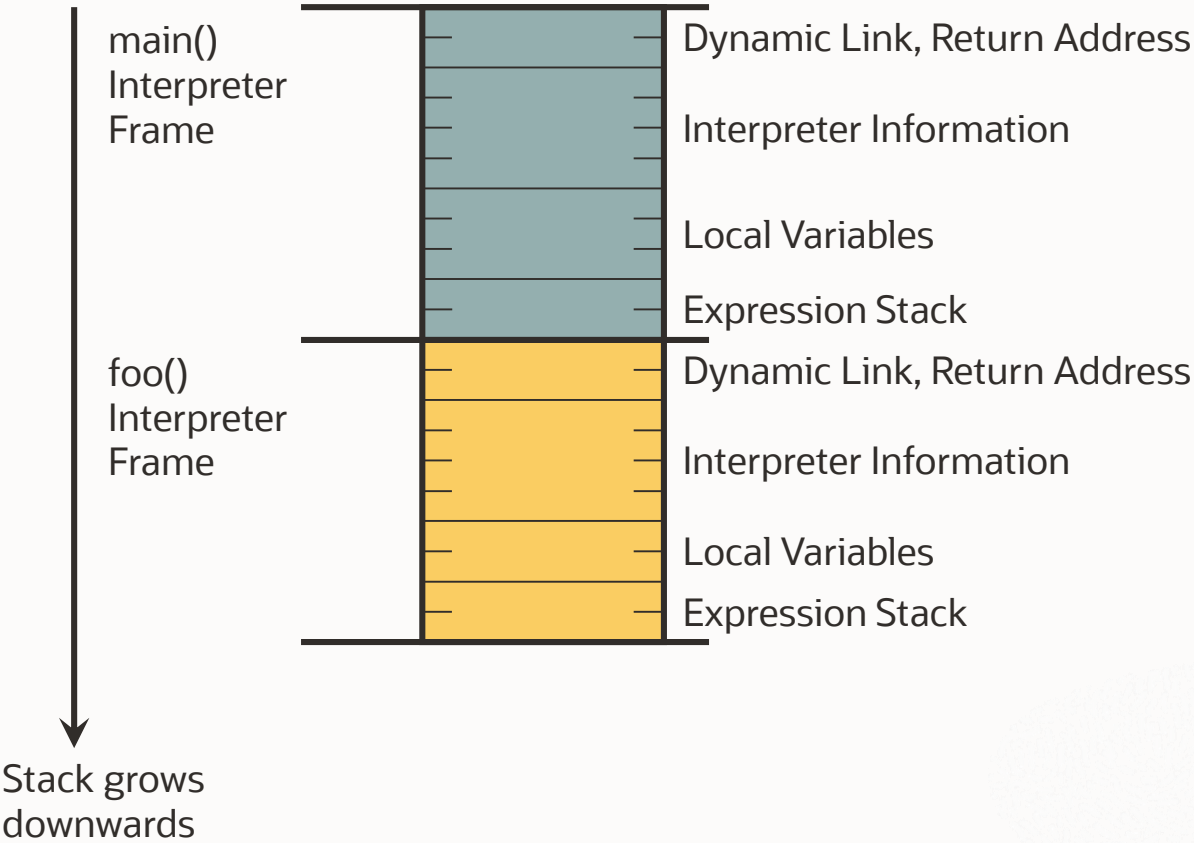 main()
Interpreter
Frame
Dynamic Link, Return Address
Interpreter Information
Local Variables
Expression Stack
foo()
Interpreter
Frame
Dynamic Link, Return Address
Interpreter Information
Local Variables
Expression Stack
Stack grows
downwards